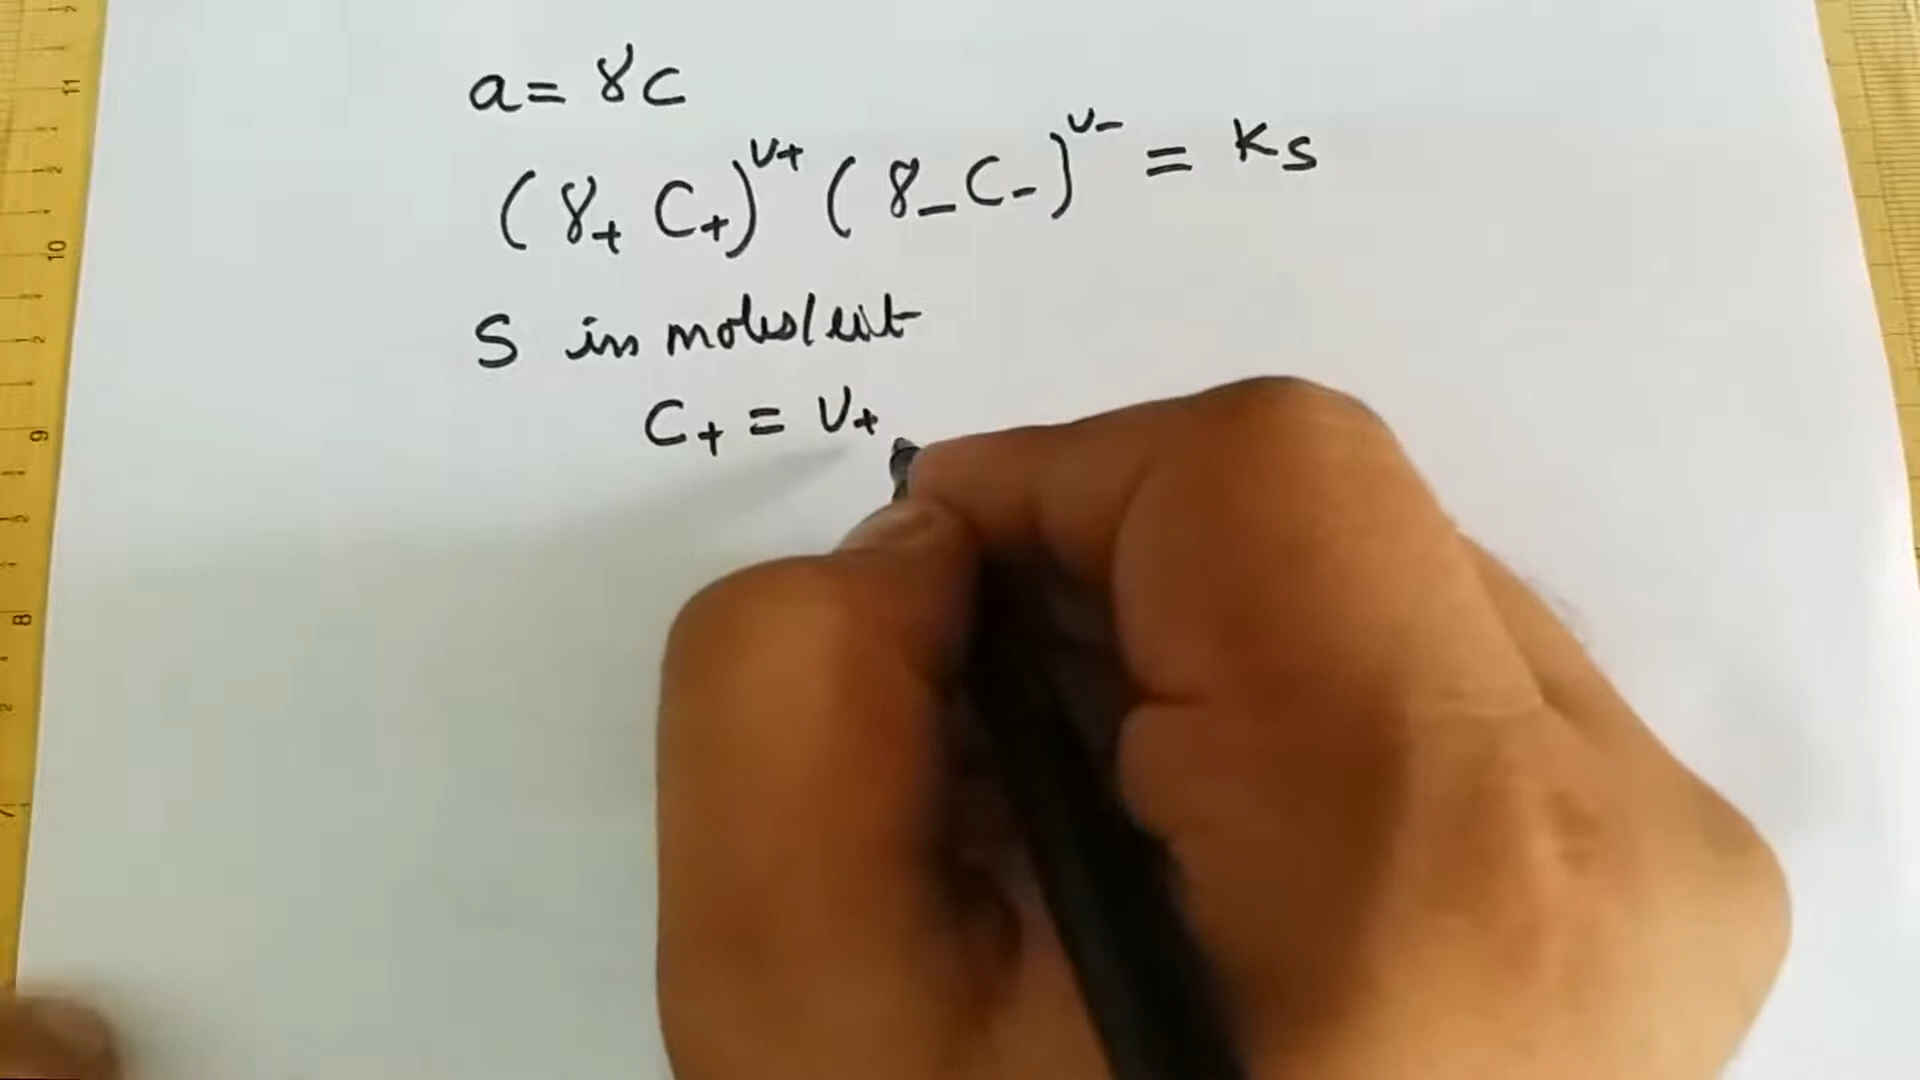 a = γc
(γ+ C+)^ν+ (γ- C-)^ν- = Ks
S in moles/lit
C+ = ν+